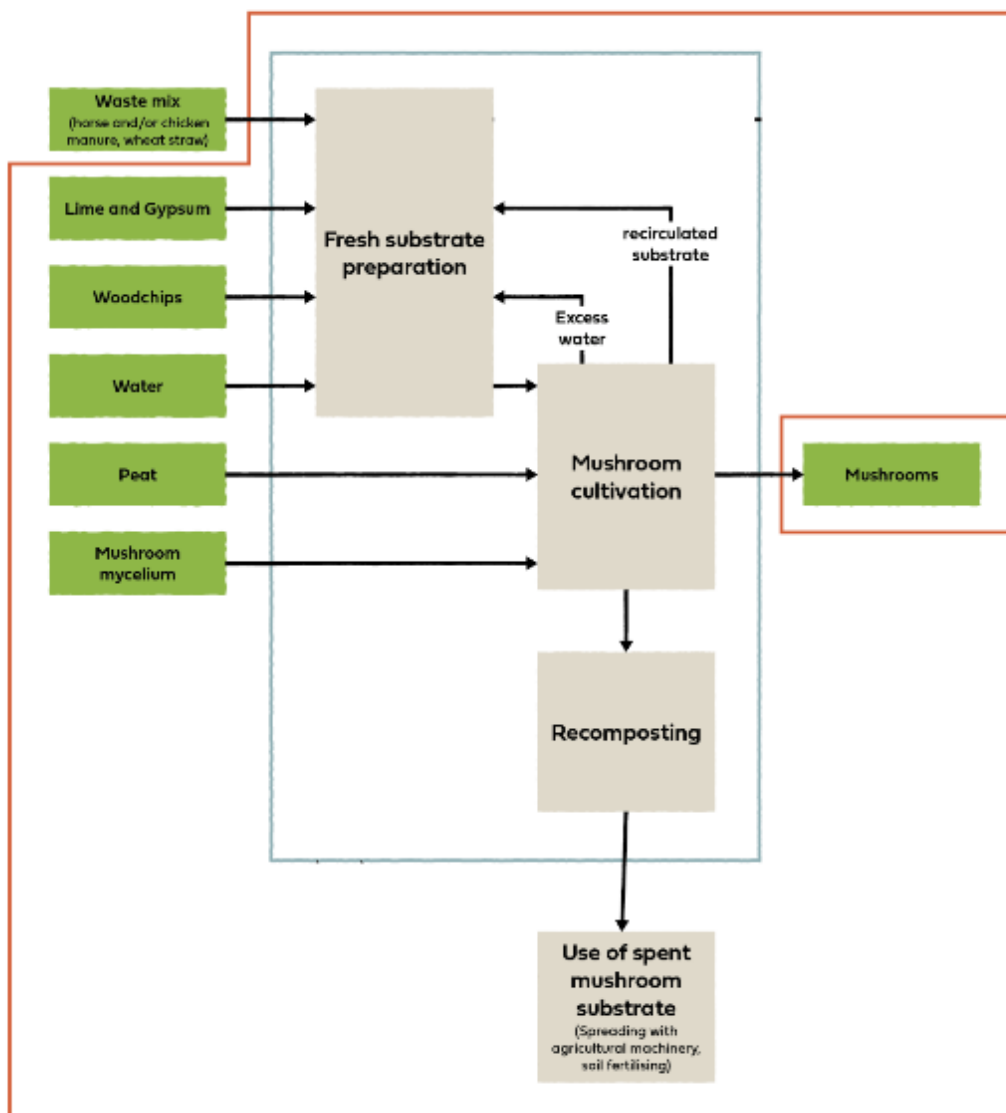 Waste mix
(horse and/or chicken
manure, wheat straw)
Lime and Gypsum
Woodchips
Water
Peat
Mushroom
mycelium
Fresh substrate
preparation
recirculated
substrate
Excess
water
Mushroom
cultivation
Mushrooms
Recomposting
Use of spent
mushroom
substrate
(Spreading with
agricultural machinery,
soil fertilising)